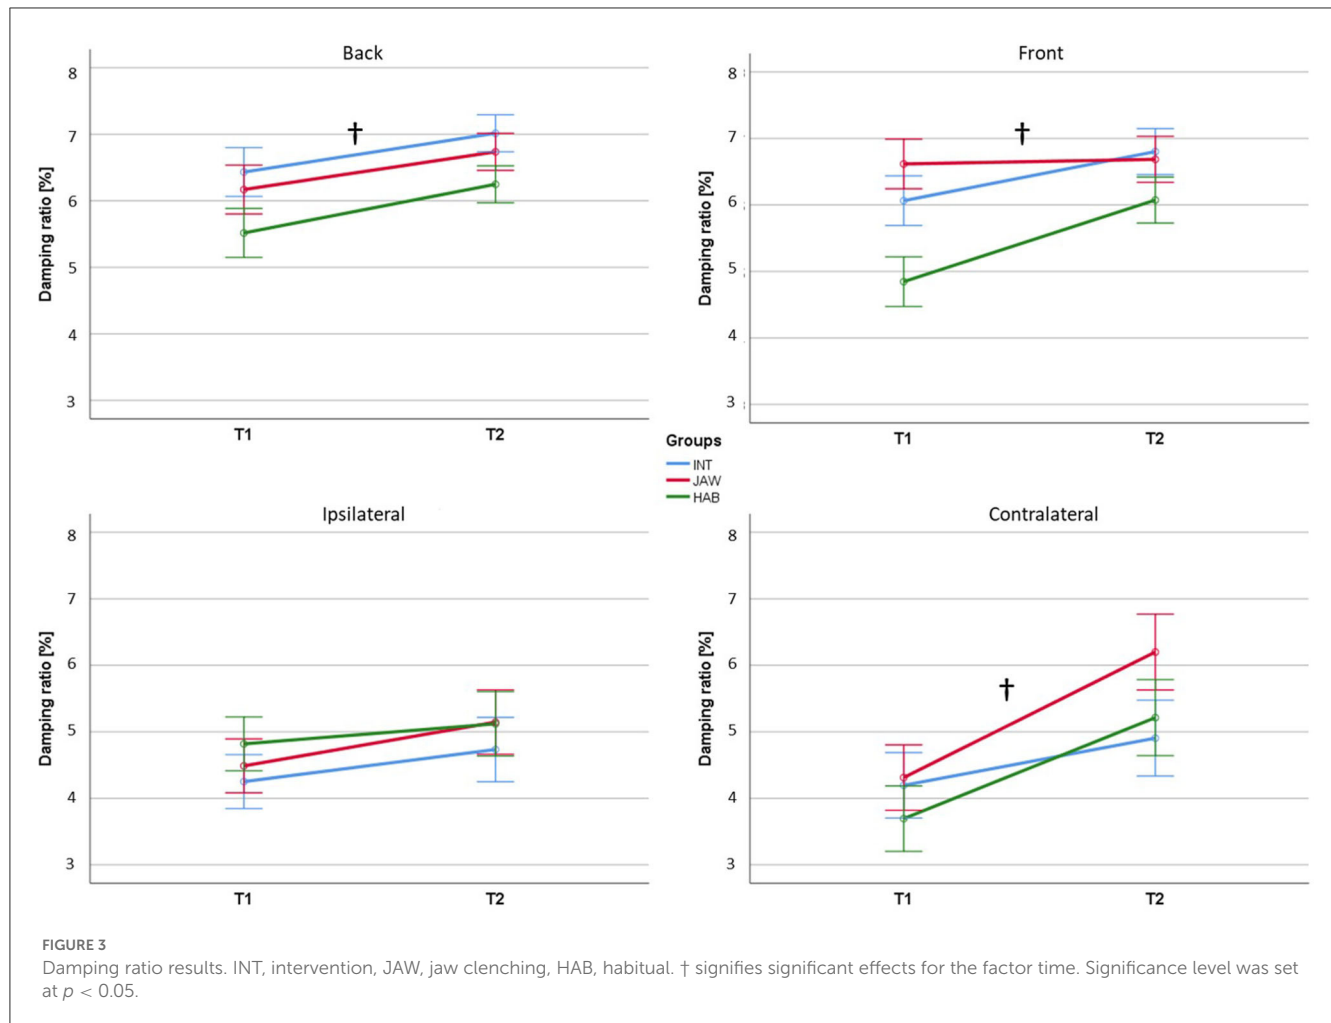 Back
8
7
6
5
4
3
Damping ratio [%]
†
T1 T2
Front
8
7
6
5
4
3
Damping ratio [%]
†
T1 T2
Groups
INT
JAW
HAB
Ipsilateral
8
7
6
5
4
3
Damping ratio [%]
T1 T2
Contralateral
8
7
6
5
4
3
Damping ratio [%]
†
T1 T2
FIGURE 3
Damping ratio results. INT, intervention, JAW, jaw clenching, HAB, habitual. † signifies significant effects for the factor time. Significance level was set
at p < 0.05.